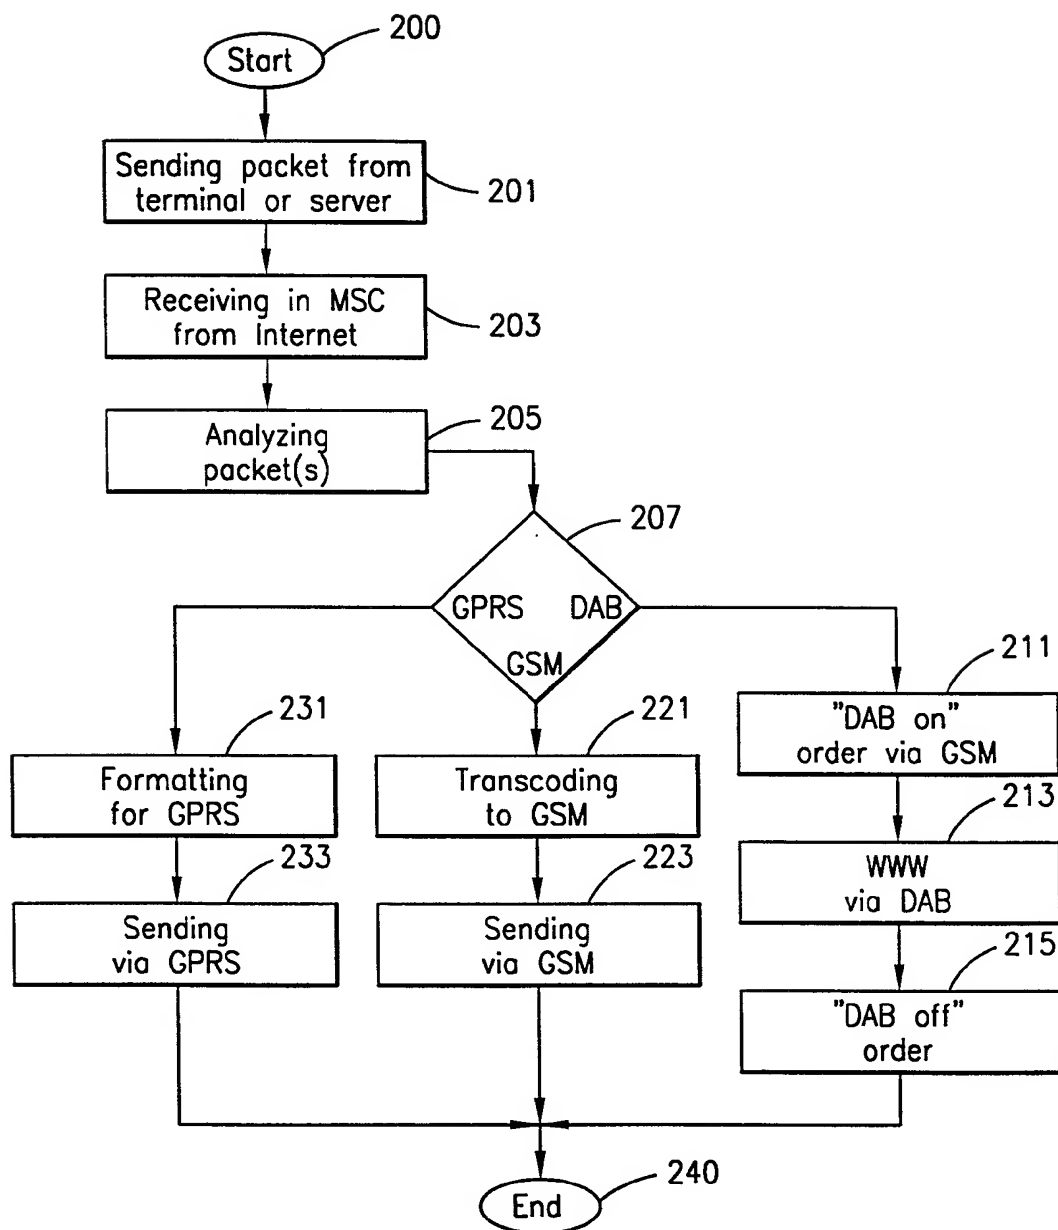 200
Start
Sending packet from
terminal or server
201
Receiving in MSC
from Internet
203
205
Analyzing
packet(s)
207
GPRS DAB
GSM
211
"DAB on"
order via GSM
231
Formatting
for GPRS
221
Transcoding
to GSM
213
WWW
via DAB
233
Sending
via GPRS
223
Sending
via GSM
215
"DAB off"
order
240
End